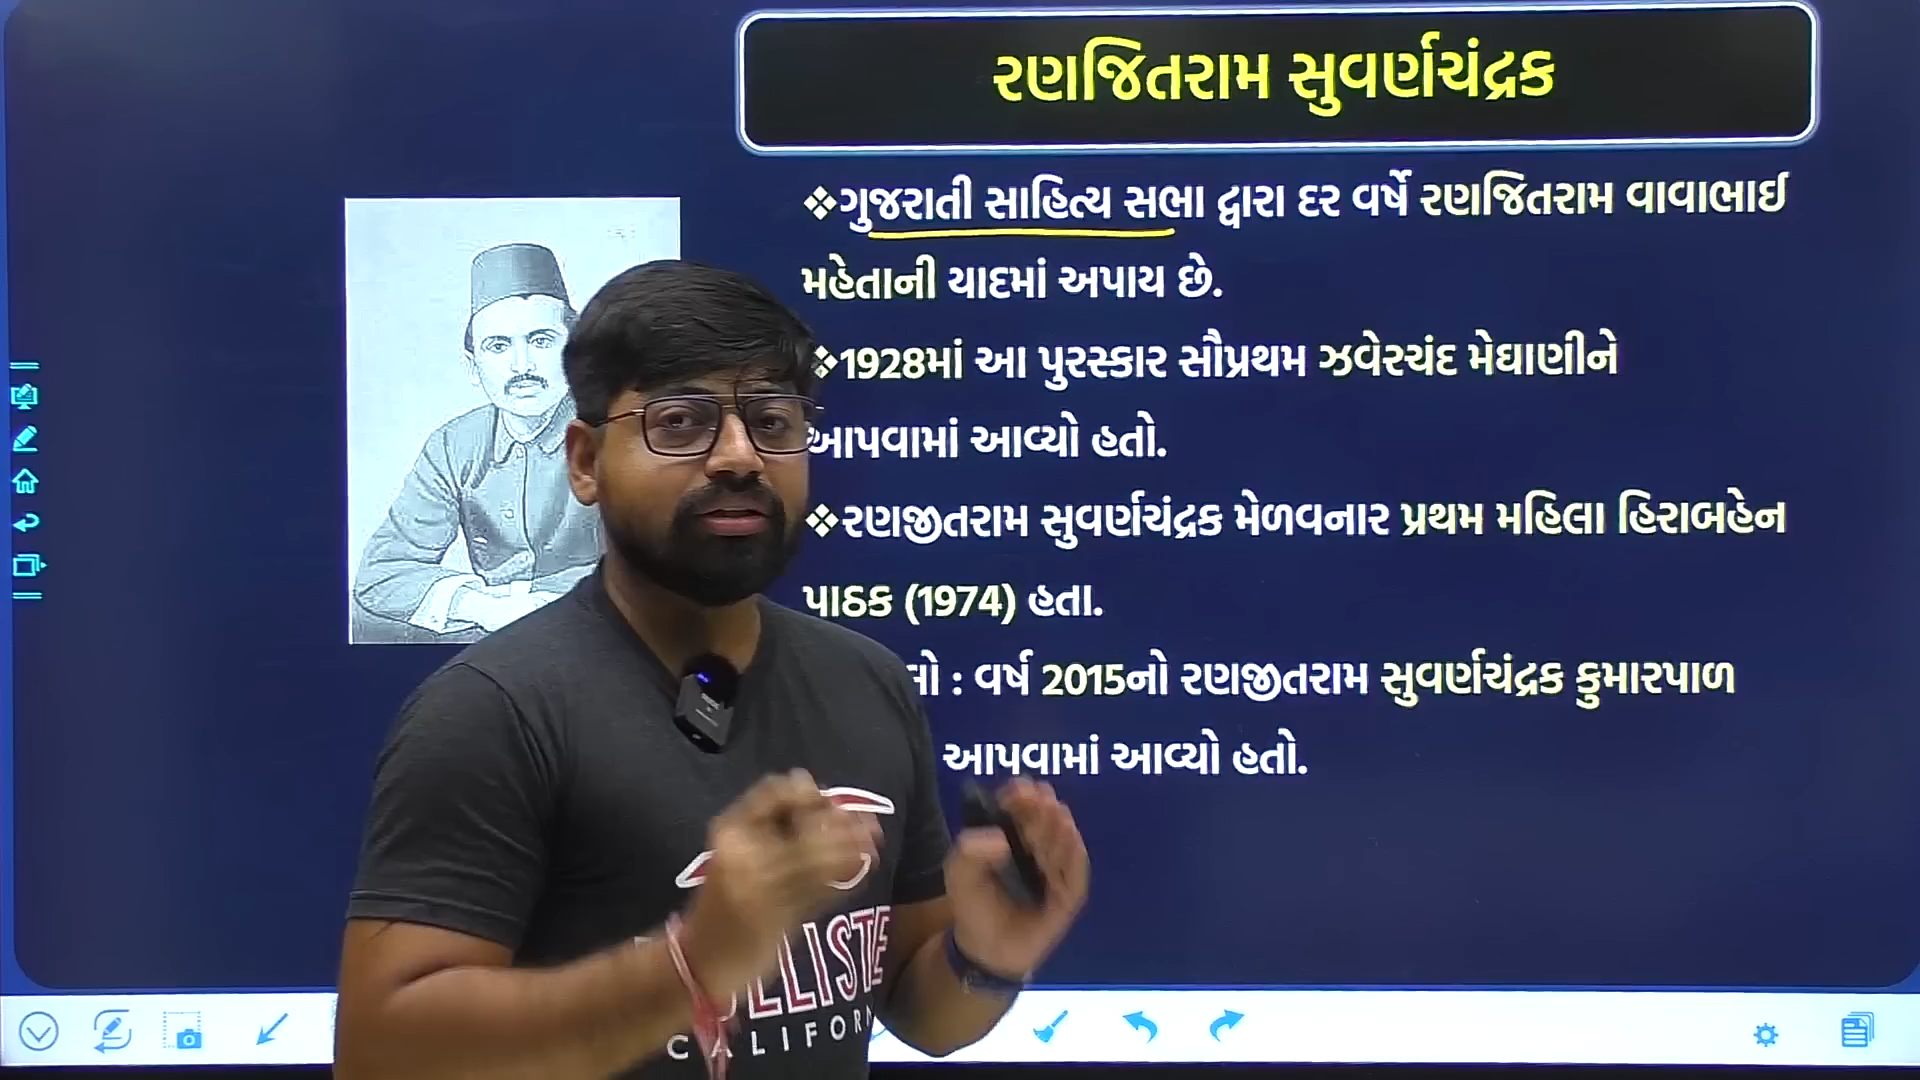 રણજિતરામ સુવર્ણચંદ્રક
❖ગુજરાતી સાહિત્ય સભા દ્વારા દર વર્ષે રણજિતરામ વાવાભાઈ
મહેતાની યાદમાં અપાય છે.
❖1928માં આ પુરસ્કાર સૌપ્રથમ ઝવેરચંદ મેઘાણીને
આપવામાં આવ્યો હતો.
❖રણજીતરામ સુવર્ણચંદ્રક મેળવનાર પ્રથમ મહિલા હિરાબહેન
પાઠક (1974) હતા.
: વર્ષ 2015નો રણજીતરામ સુવર્ણચંદ્રક કુમારપાળ
આપવામાં આવ્યો હતો.